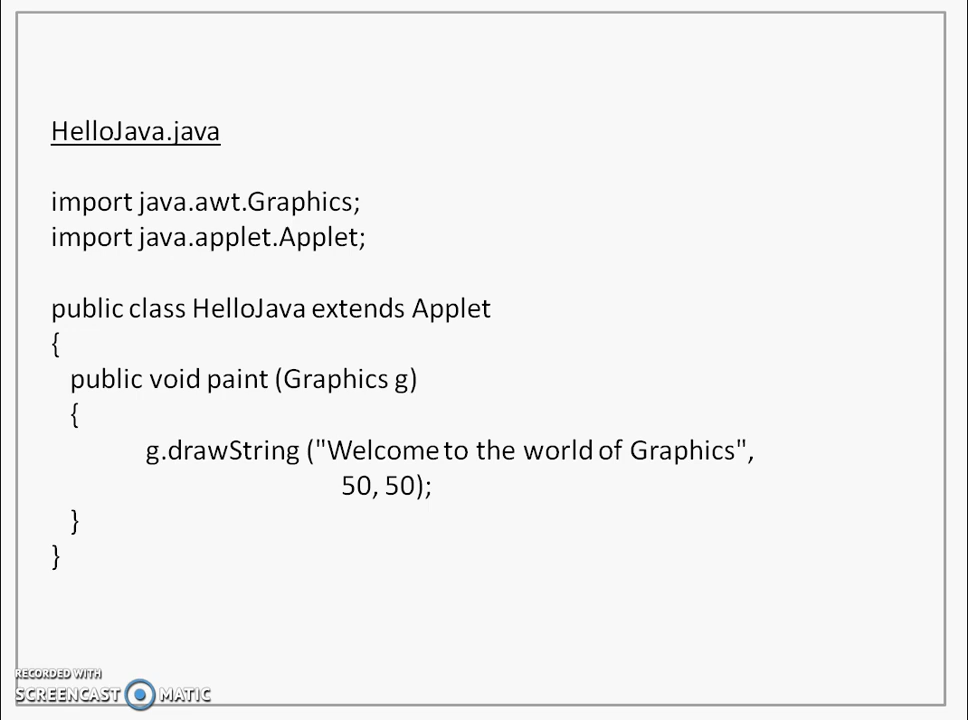 HelloJava.java
import java.awt.Graphics;
import java.applet.Applet;
public class HelloJava extends Applet
{
public void paint (Graphics g)
{
g.drawString ("Welcome to the world of Graphics",
50, 50);
}
}
RECORDED WITH
SCREENCAST MATIC